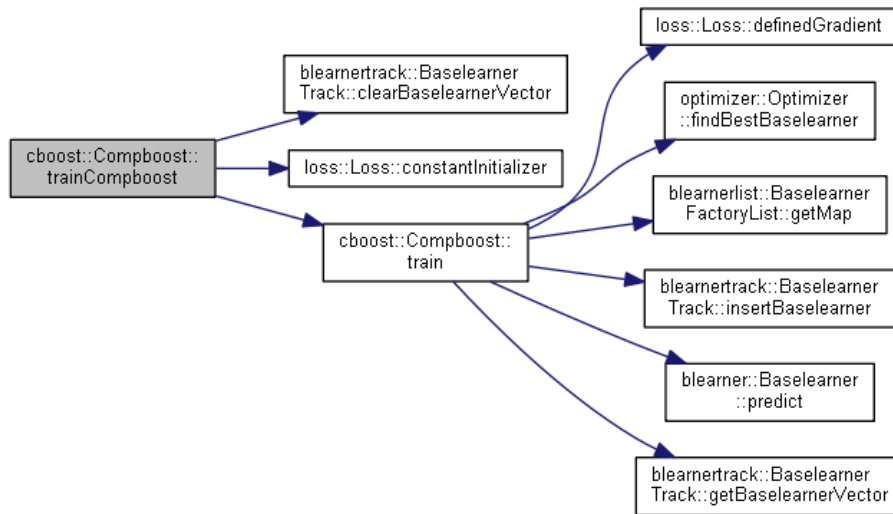 cboost::Compboost::
trainCompboost
blearnertrack::Baselearner
Track::clearBaselearnerVector
loss::Loss::constantInitializer
cboost::Compboost::
train
loss::Loss::definedGradient
optimizer::Optimizer
::findBestBaselearner
blearnerlist::Baselearner
FactoryList::getMap
blearnertrack::Baselearner
Track::insertBaselearner
blearner::Baselearner
::predict
blearnertrack::Baselearner
Track::getBaselearnerVector